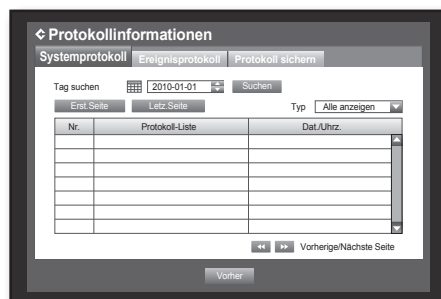 Protokollinformationen
Systemprotokoll Ereignisprotokoll Protokoll sichern
Tag suchen 2010-01-01 Suchen
Erst.Seite Letz.Seite Typ Alle anzeigen
Nr. Protokoll-Liste Dat./Uhrz.
Vorherige/Nächste Seite
Vorher